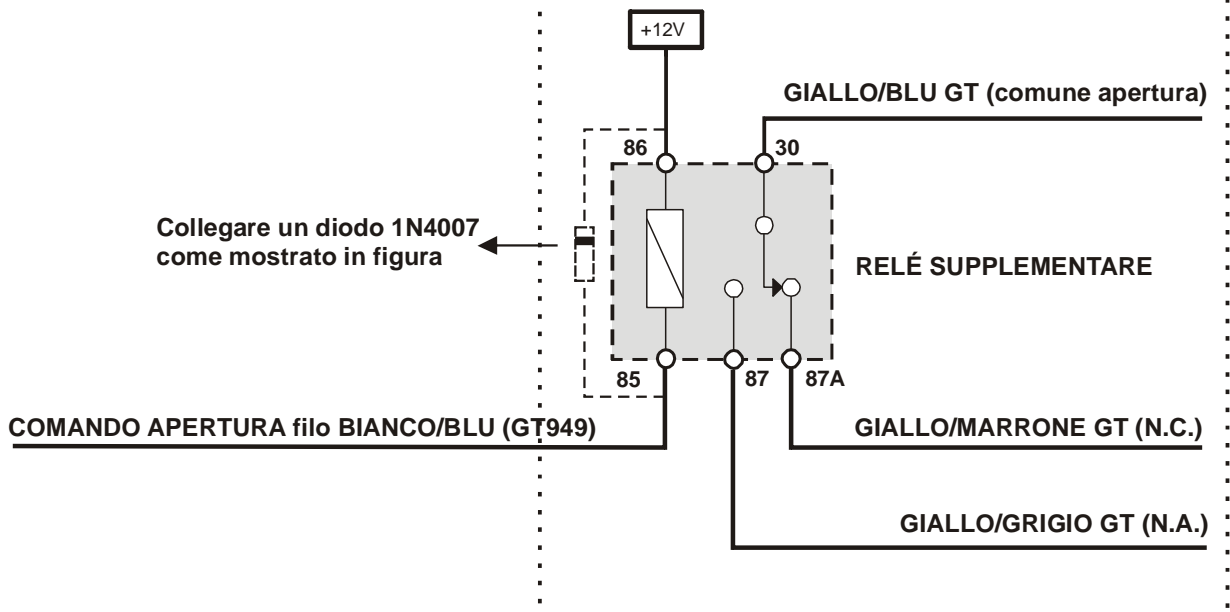 +12V
GIALLO/BLU GT (comune apertura)
86
30
Collegare un diodo 1N4007
come mostrato in figura
RELÉ SUPPLEMENTARE
85
87
87A
COMANDO APERTURA filo BIANCO/BLU (GT949)
GIALLO/MARRONE GT (N.C.)
GIALLO/GRIGIO GT (N.A.)